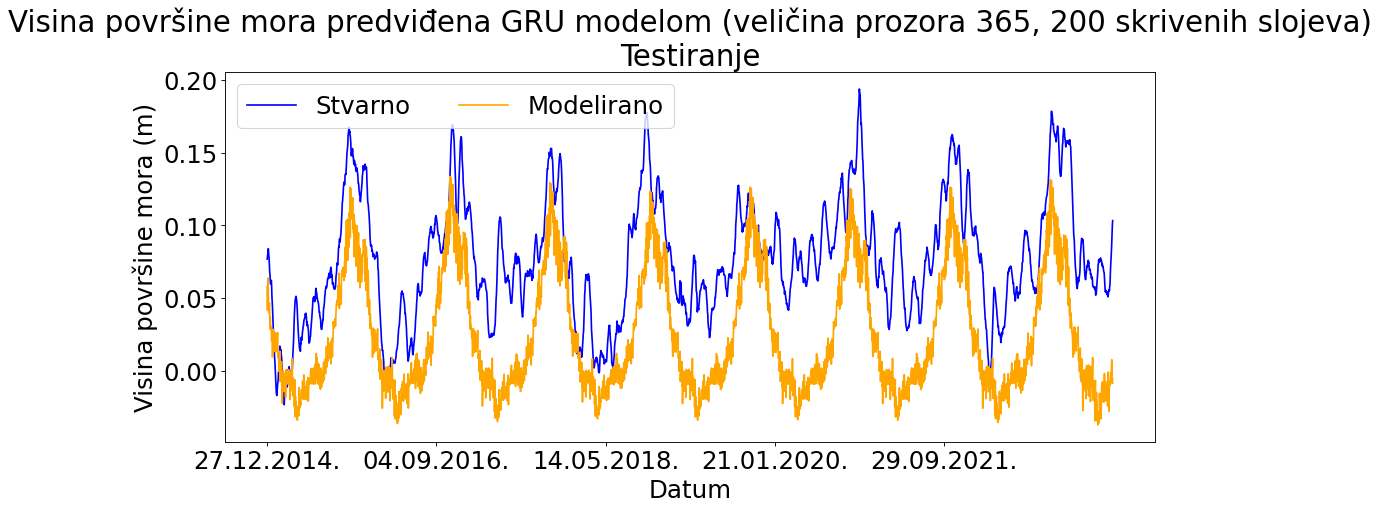 Visina površine mora predviđena GRU modelom (veličina prozora 365, 200 skrivenih slojeva)
Testiranje
Stvarno
Modelirano
Visina površine mora (m)
0.20
0.15
0.10
0.05
0.00
27.12.2014.
04.09.2016.
14.05.2018.
21.01.2020.
29.09.2021.
Datum